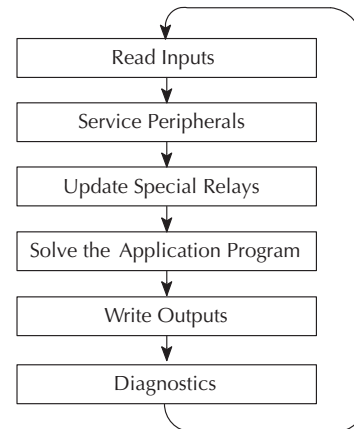 Read Inputs
Service Peripherals
Update Special Relays
Solve the Application Program
Write Outputs
Diagnostics